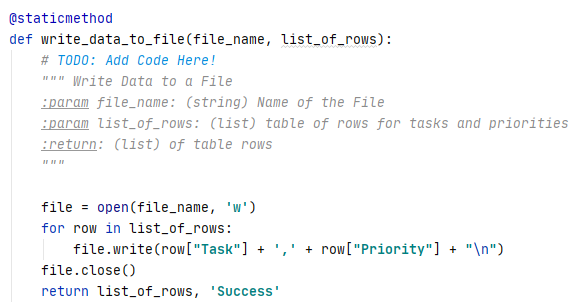 @staticmethod
def write_data_to_file(file_name, list_of_rows):
    # TODO: Add Code Here!
    """ Write Data to a File
    :param file_name: (string) Name of the File
    :param list_of_rows: (list) table of rows for tasks and priorities
    :return: (list) of table rows
    """
    file = open(file_name, 'w')
    for row in list_of_rows:
        file.write(row["Task"] + ',' + row["Priority"] + "\n")
    file.close()
    return list_of_rows, 'Success'